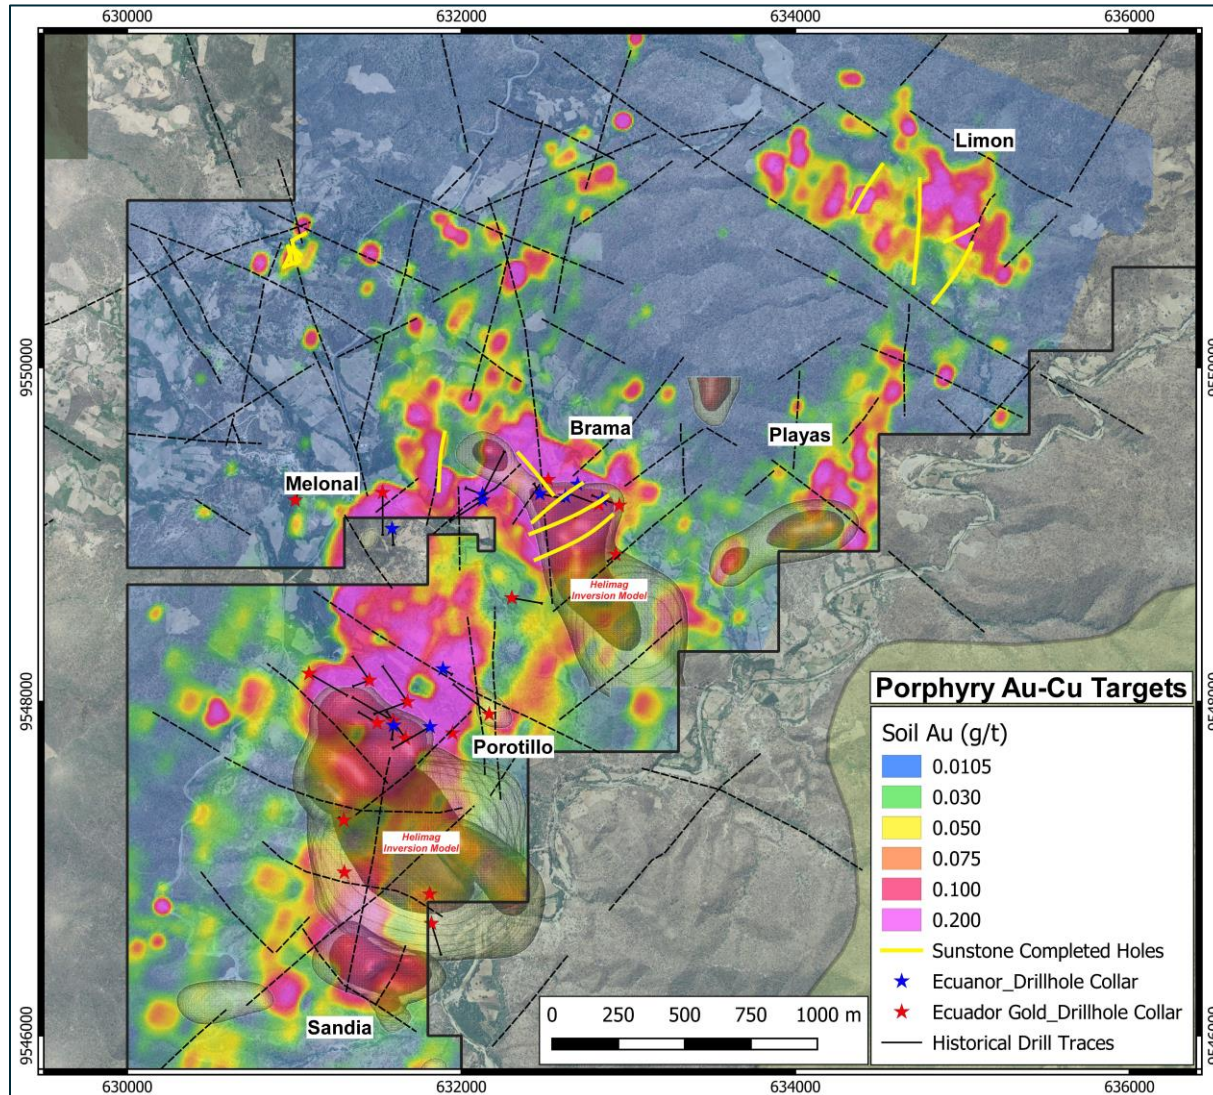 630000
632000
634000
636000
Limon
9550000
9550000
Brama
Playas
Melonal
Helimag
Inversion Model
9548000
9548000
Porotillo
Helimag
Inversion Model
Sandia
9546000
9546000
Porphyry Au-Cu Targets
Soil Au (g/t)
0.0105
0.030
0.050
0.075
0.100
0.200
Sunstone Completed Holes
Ecuanor_Drillhole Collar
Ecuador Gold_Drillhole Collar
Historical Drill Traces
0 250 500 750 1000 m
630000
632000
634000
636000